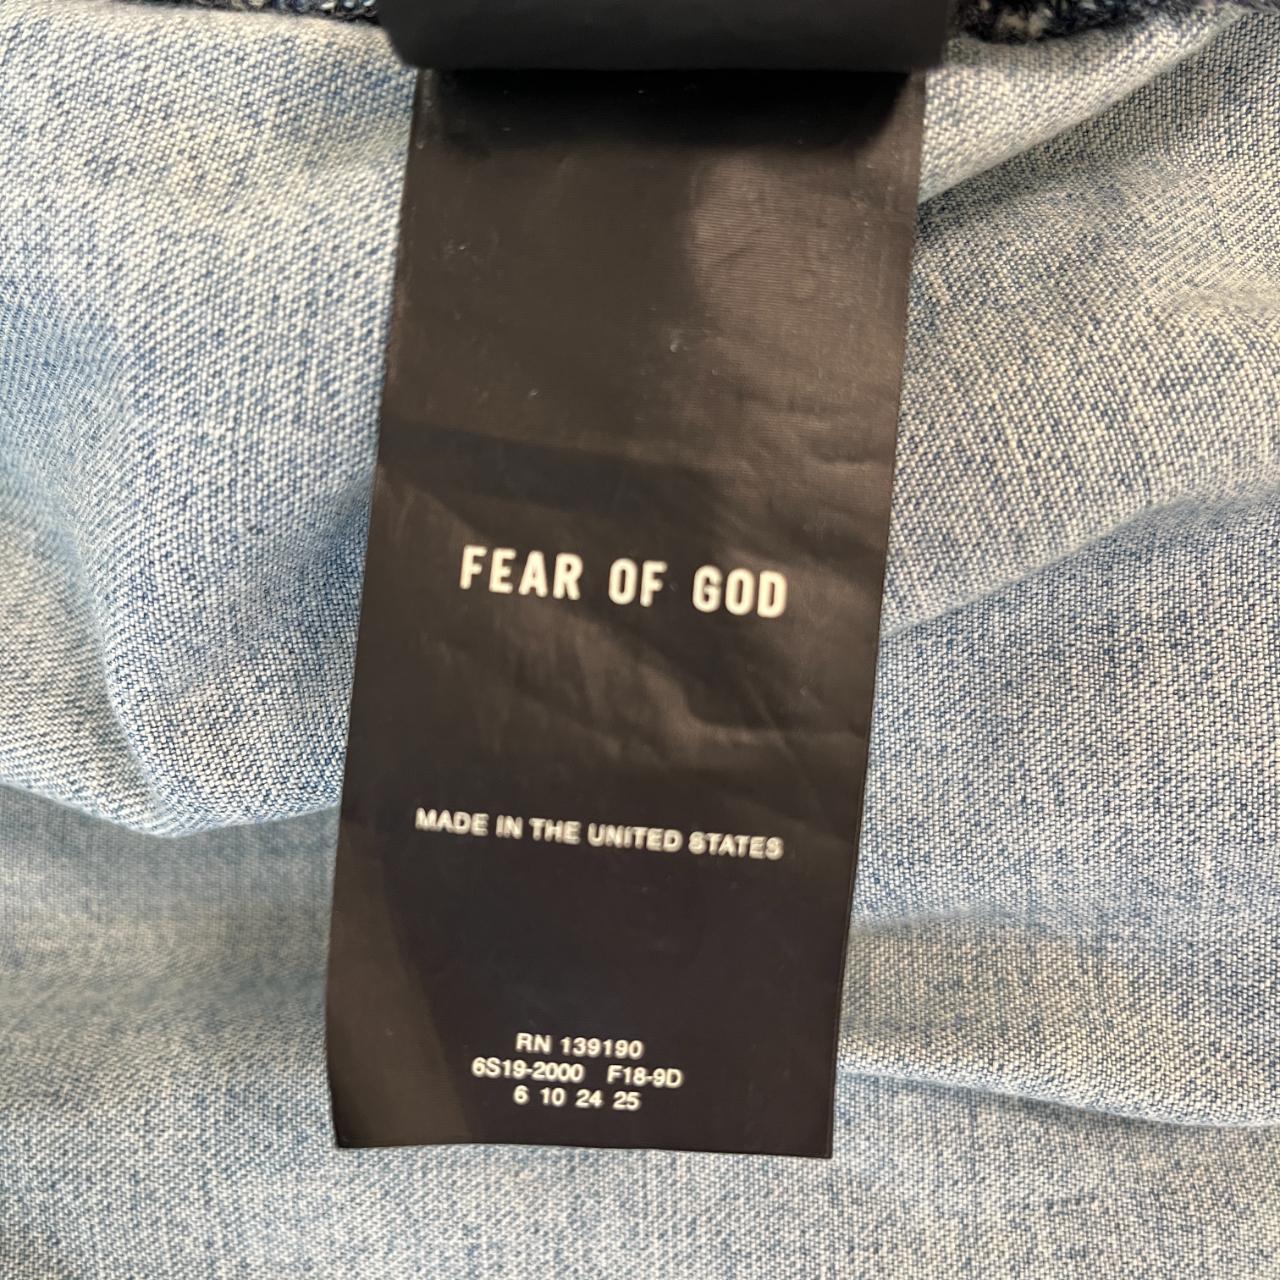 FEAR OF GOD
MADE IN THE UNITED STATES
RN 139190
6S19-2000 F18-9D
6 10 24 25